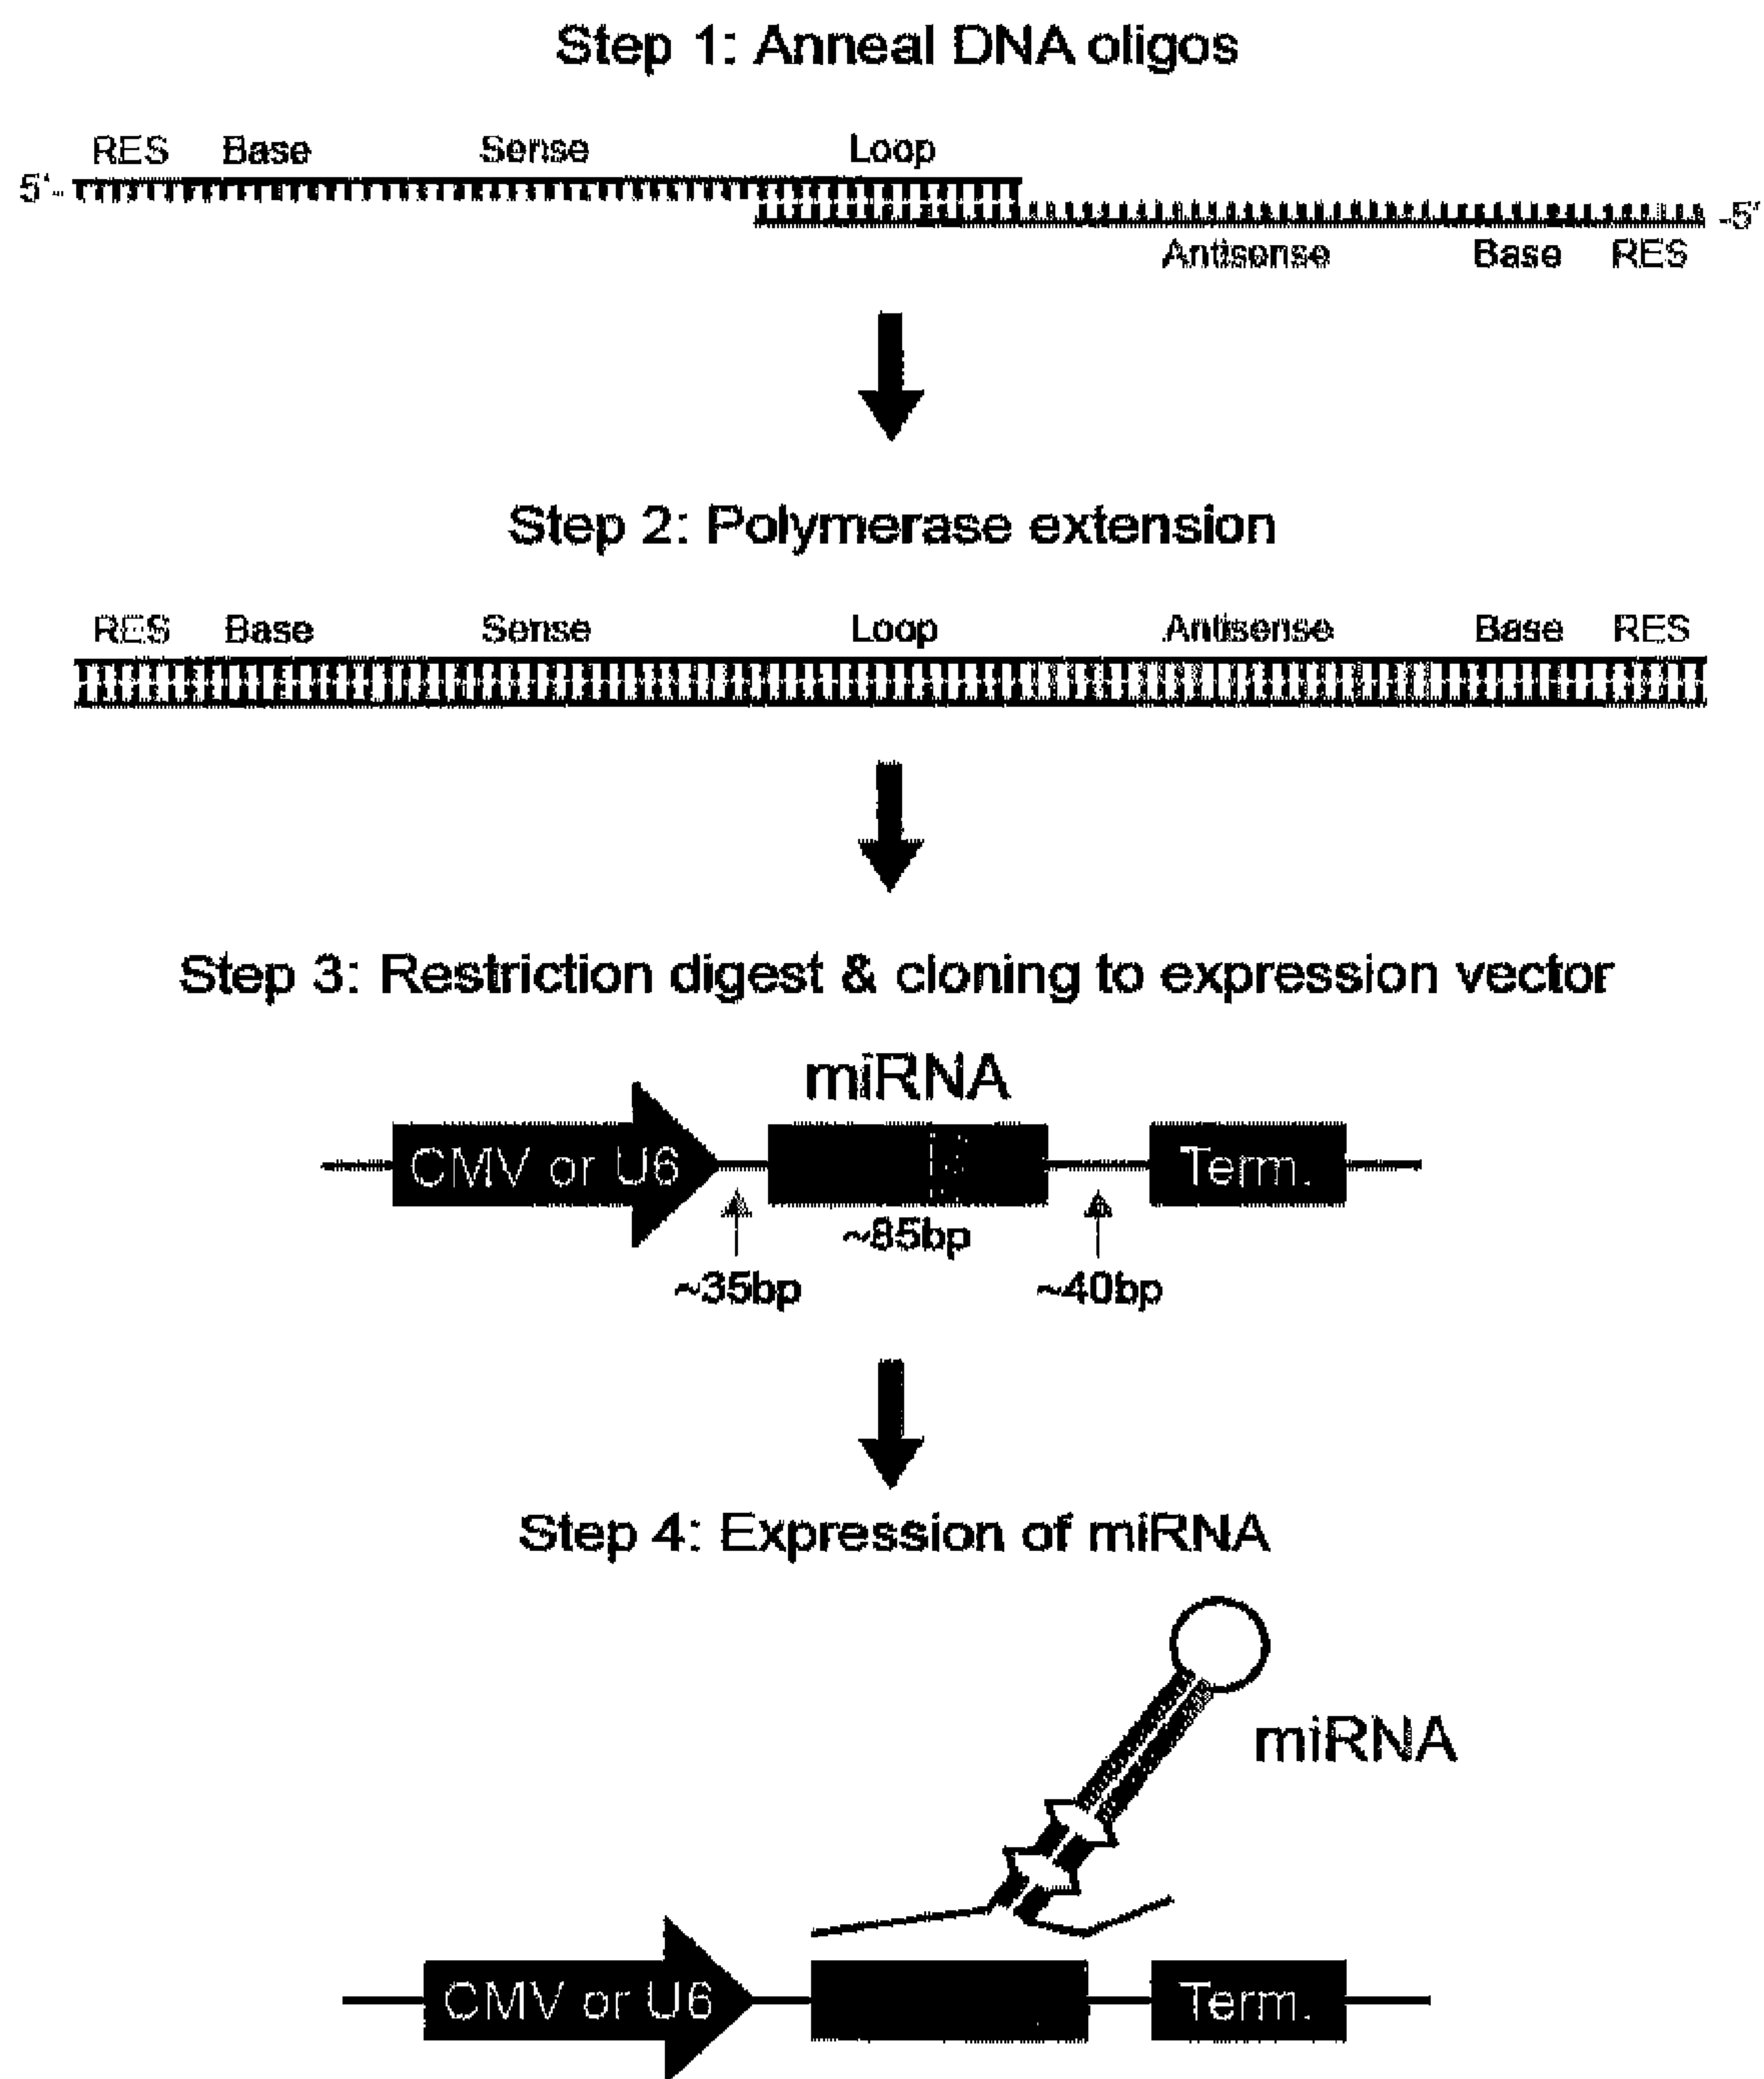 Step 1: Anneal DNA oligos
RES Base Sense Loop
5'- -5'
Antisense Base RES
Step 2: Polymerase extension
RES Base Sense Loop Antisense Base RES
Step 3: Restriction digest & cloning to expression vector
miRNA
CMV or U6 Term.
~85bp
~35bp ~40bp
Step 4: Expression of miRNA
miRNA
CMV or U6 Term.